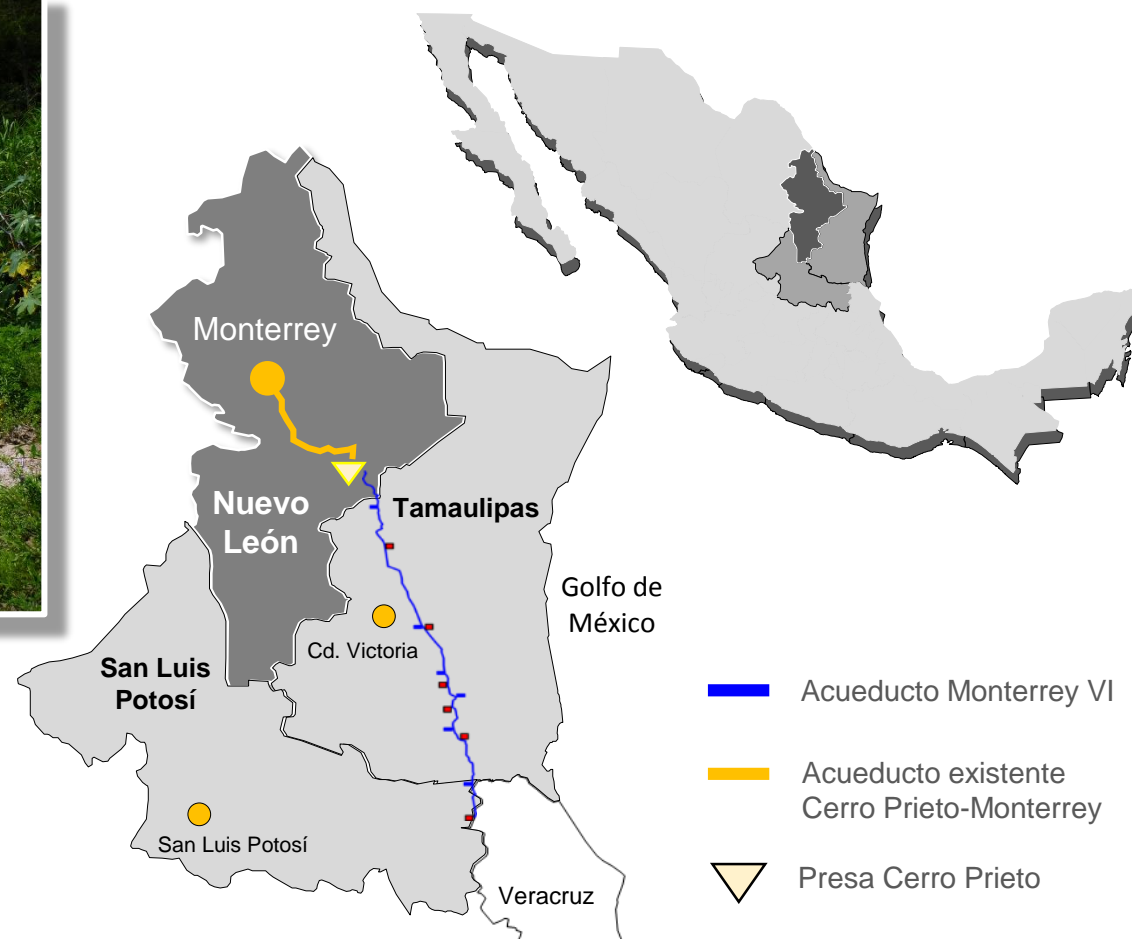 Monterrey
Nuevo
León
Tamaulipas
Golfo de
México
Cd. Victoria
San Luis
Potosí
San Luis Potosí
Veracruz
Acueducto Monterrey VI
Acueducto existente
Cerro Prieto-Monterrey
Presa Cerro Prieto